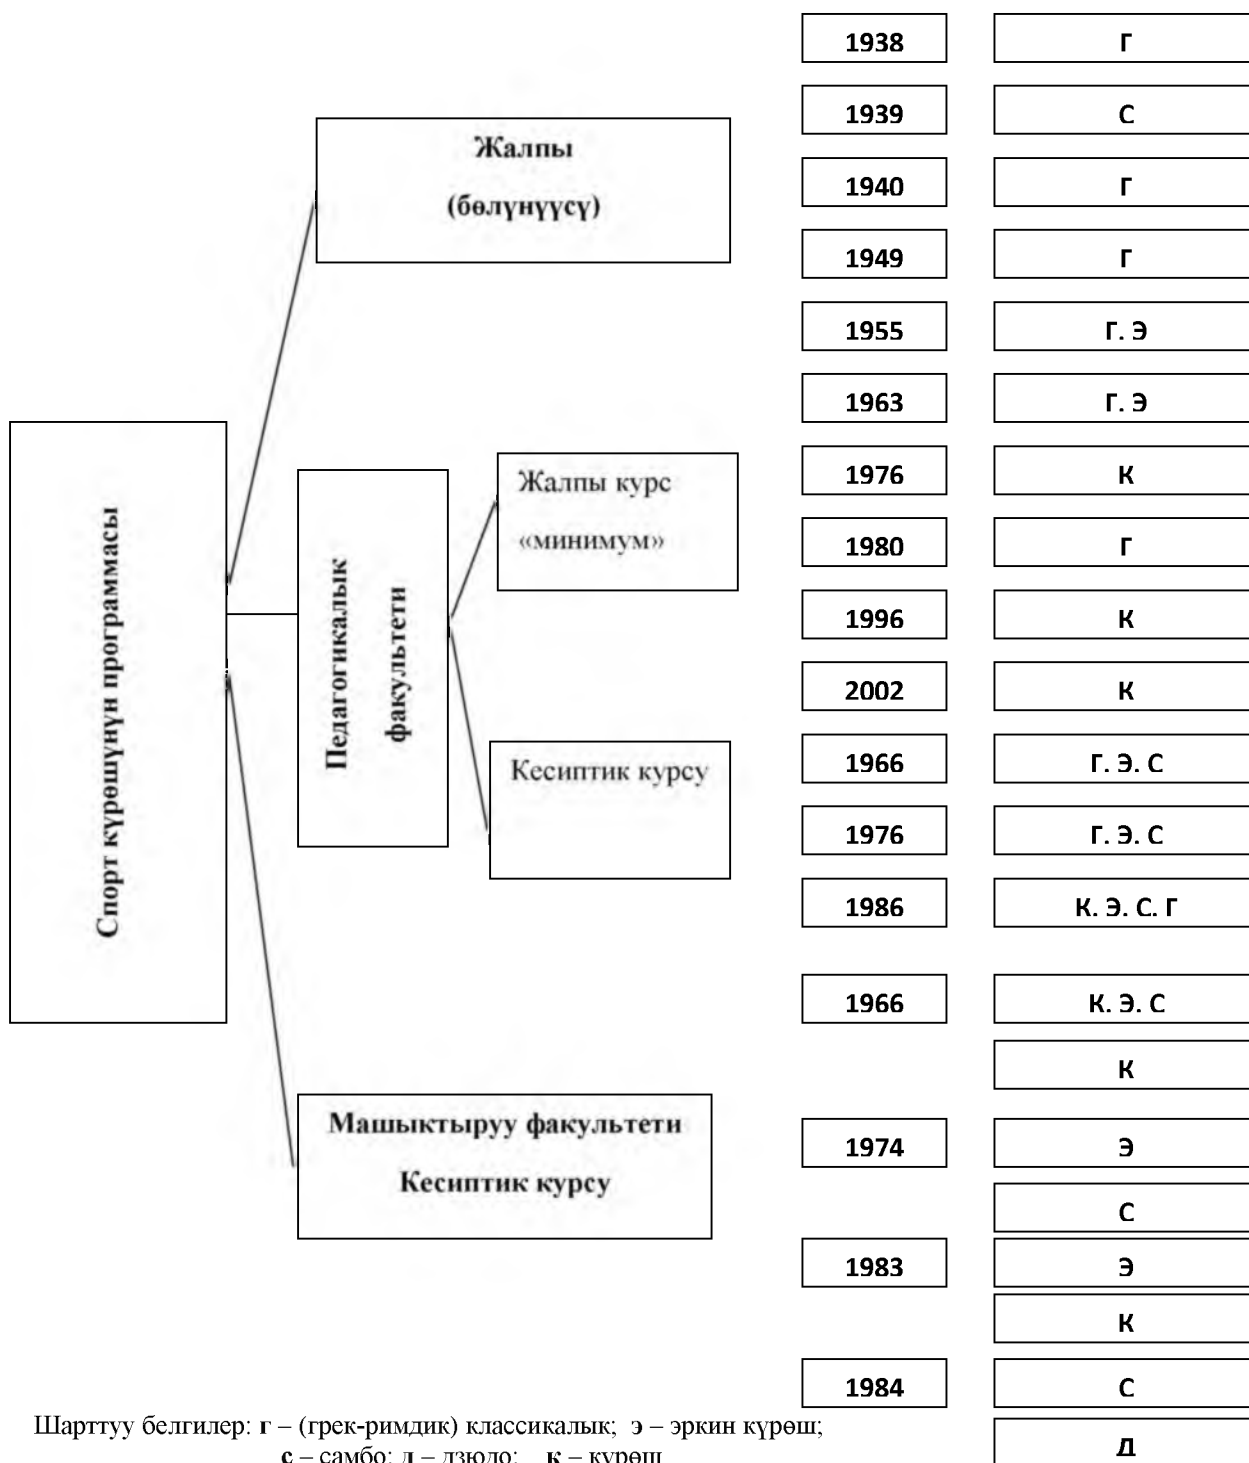 1938 Г
1939 С
Жалпы
(бөлүнүүсү)
1940 Г
1949 Г
1955 Г. Э
1963 Г. Э
Спорт күрөшүнүн программасы
Педагогикалык
факультети
Жалпы курс
«минимум»
1976 К
1980 Г
1996 К
2002 К
Кесиптик курсу
1966 Г. Э. С
1976 Г. Э. С
1986 К. Э. С. Г
1966 К. Э. С
К
Машыктыруу факультети
Кесиптик курсу
1974 Э
С
1983 Э
К
1984 С
Д
Шарттуу белгилер: г – (грек-римдик) классикалык; э – эркин күрөш;
с – самбо; д – дзюдо; к – күрөш